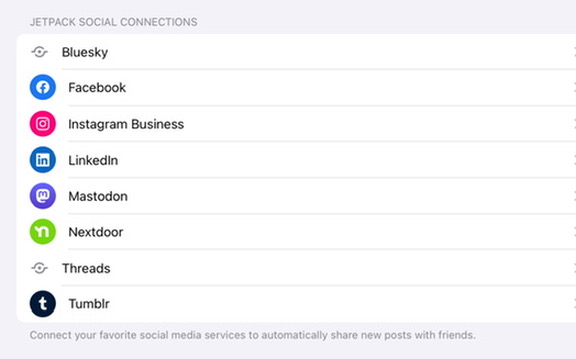 JETPACK SOCIAL CONNECTIONS
Bluesky
Facebook
Instagram Business
LinkedIn
Mastodon
Nextdoor
Threads
Tumblr
Connect your favorite social media services to automatically share new posts with friends.